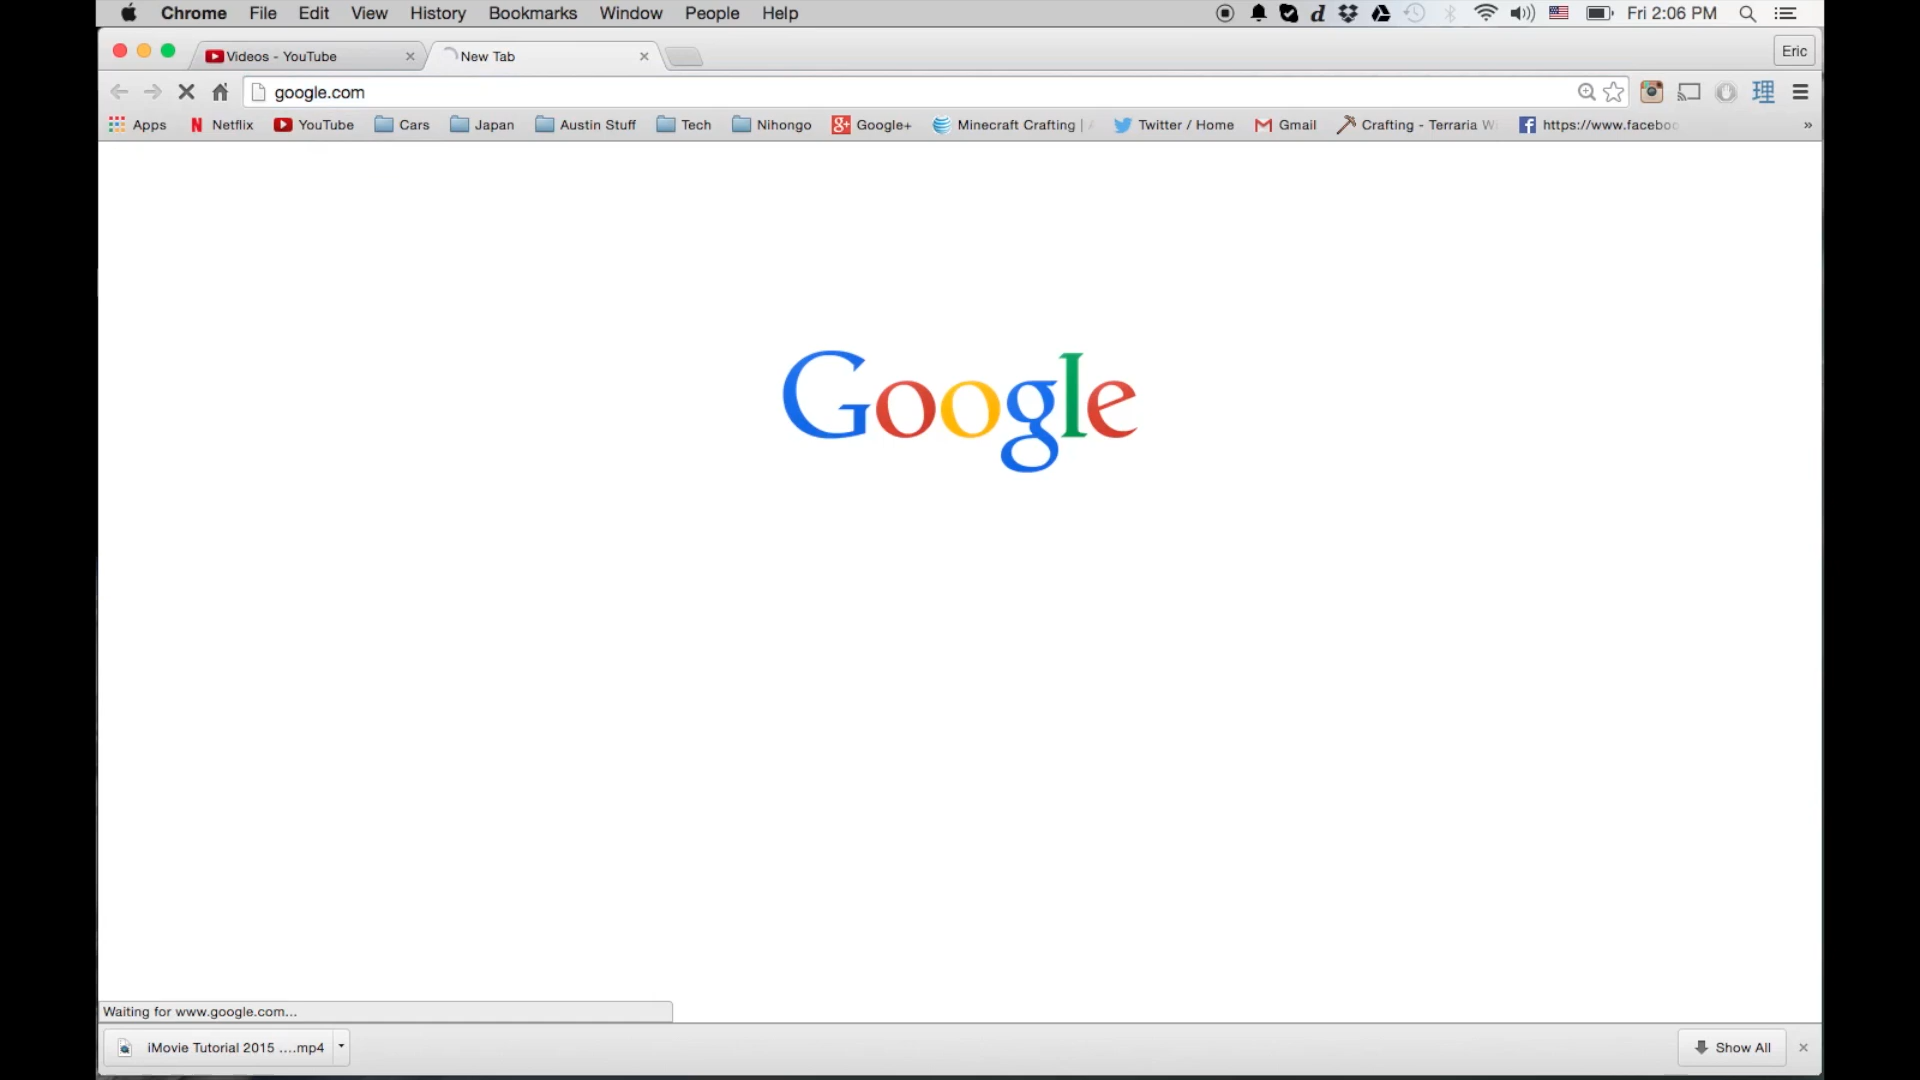 Chrome File Edit View History Bookmarks Window People Help d Fri 2:06 PM
Videos - YouTube New Tab Eric
google.com 理
Apps Netflix YouTube Cars Japan Austin Stuff Tech Nihongo Google+ Minecraft Crafting | Twitter / Home Gmail Crafting - Terraria W https://www.faceboo
Google
Waiting for www.google.com...
iMovie Tutorial 2015 ....mp4 Show All